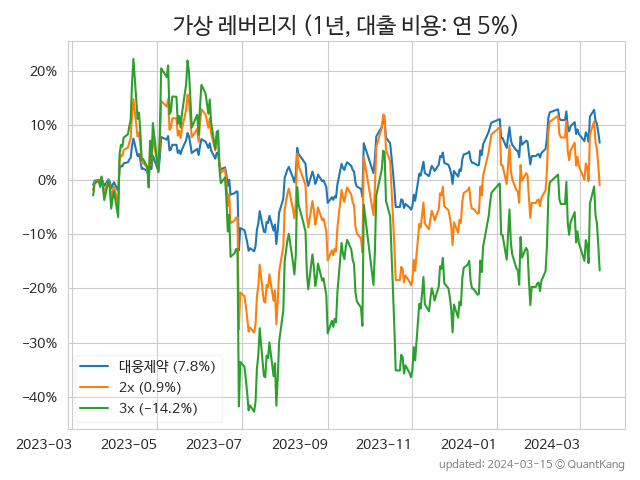 가상 레버리지 (1년, 대출 비용: 연 5%)
20%
10%
0%
−10%
−20%
−30%
−40%
대웅제약 (7.8%)
2x (0.9%)
3x (−14.2%)
2023-03
2023-05
2023-07
2023-09
2023-11
2024-01
2024-03
updated: 2024-03-15 © QuantKang